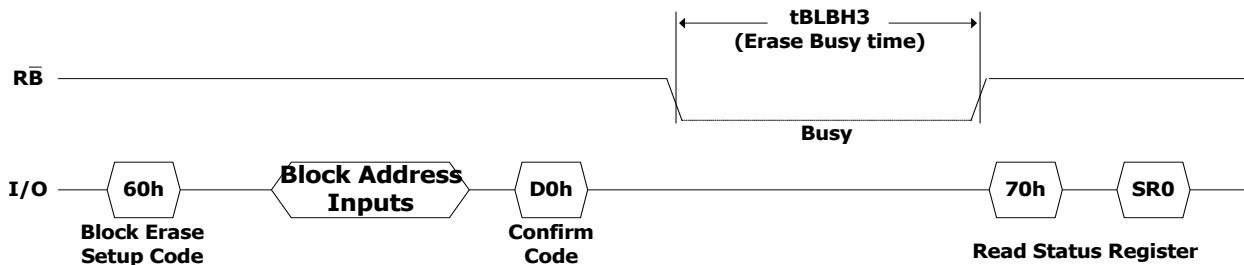 tBLBH3
(Erase Busy time)
RB̅
Busy
I/O
60h
Block Address
Inputs
D0h
70h
SR0
Block Erase
Setup Code
Confirm
Code
Read Status Register